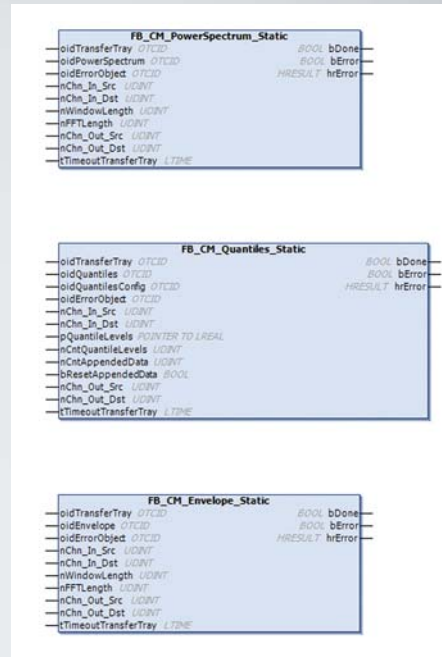 FB_CM_PowerSpectrum_Static
oidTransferTray OTCID BOOL bDone
oidPowerSpectrum OTCID BOOL bError
oidErrorObject OTCID HRESULT hrError
nChn_In_Src UDINT
nChn_In_Dst UDINT
nWindowLength UDINT
nFFTLength UDINT
nChn_Out_Src UDINT
nChn_Out_Dst UDINT
tTimeoutTransferTray LTIME
FB_CM_Quantiles_Static
oidTransferTray OTCID BOOL bDone
oidQuantiles OTCID BOOL bError
oidQuantilesConfig OTCID HRESULT hrError
oidErrorObject OTCID
nChn_In_Src UDINT
nChn_In_Dst UDINT
pQuantileLevels POINTER TO LREAL
nCntQuantileLevels UDINT
nCntAppendedData UDINT
bResetAppendedData BOOL
nChn_Out_Src UDINT
nChn_Out_Dst UDINT
tTimeoutTransferTray LTIME
FB_CM_Envelope_Static
oidTransferTray OTCID BOOL bDone
oidEnvelope OTCID BOOL bError
oidErrorObject OTCID HRESULT hrError
nChn_In_Src UDINT
nChn_In_Dst UDINT
nWindowLength UDINT
nFFTLength UDINT
nChn_Out_Src UDINT
nChn_Out_Dst UDINT
tTimeoutTransferTray LTIME